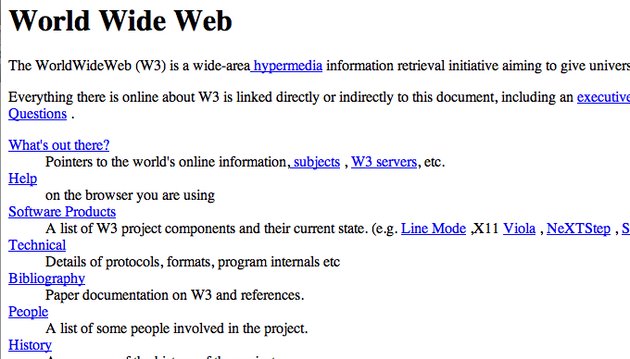 World Wide Web
The WorldWideWeb (W3) is a wide-area hypermedia information retrieval initiative aiming to give
Everything there is online about W3 is linked directly or indirectly to this document, including an executive
Questions .
What's out there?
Pointers to the world's online information, subjects , W3 servers, etc.
Help
on the browser you are using
Software Products
A list of W3 project components and their current state. (e.g. Line Mode ,X11 Viola , NeXTStep ,
Technical
Details of protocols, formats, program internals etc
Bibliography
Paper documentation on W3 and references.
People
A list of some people involved in the project.
History